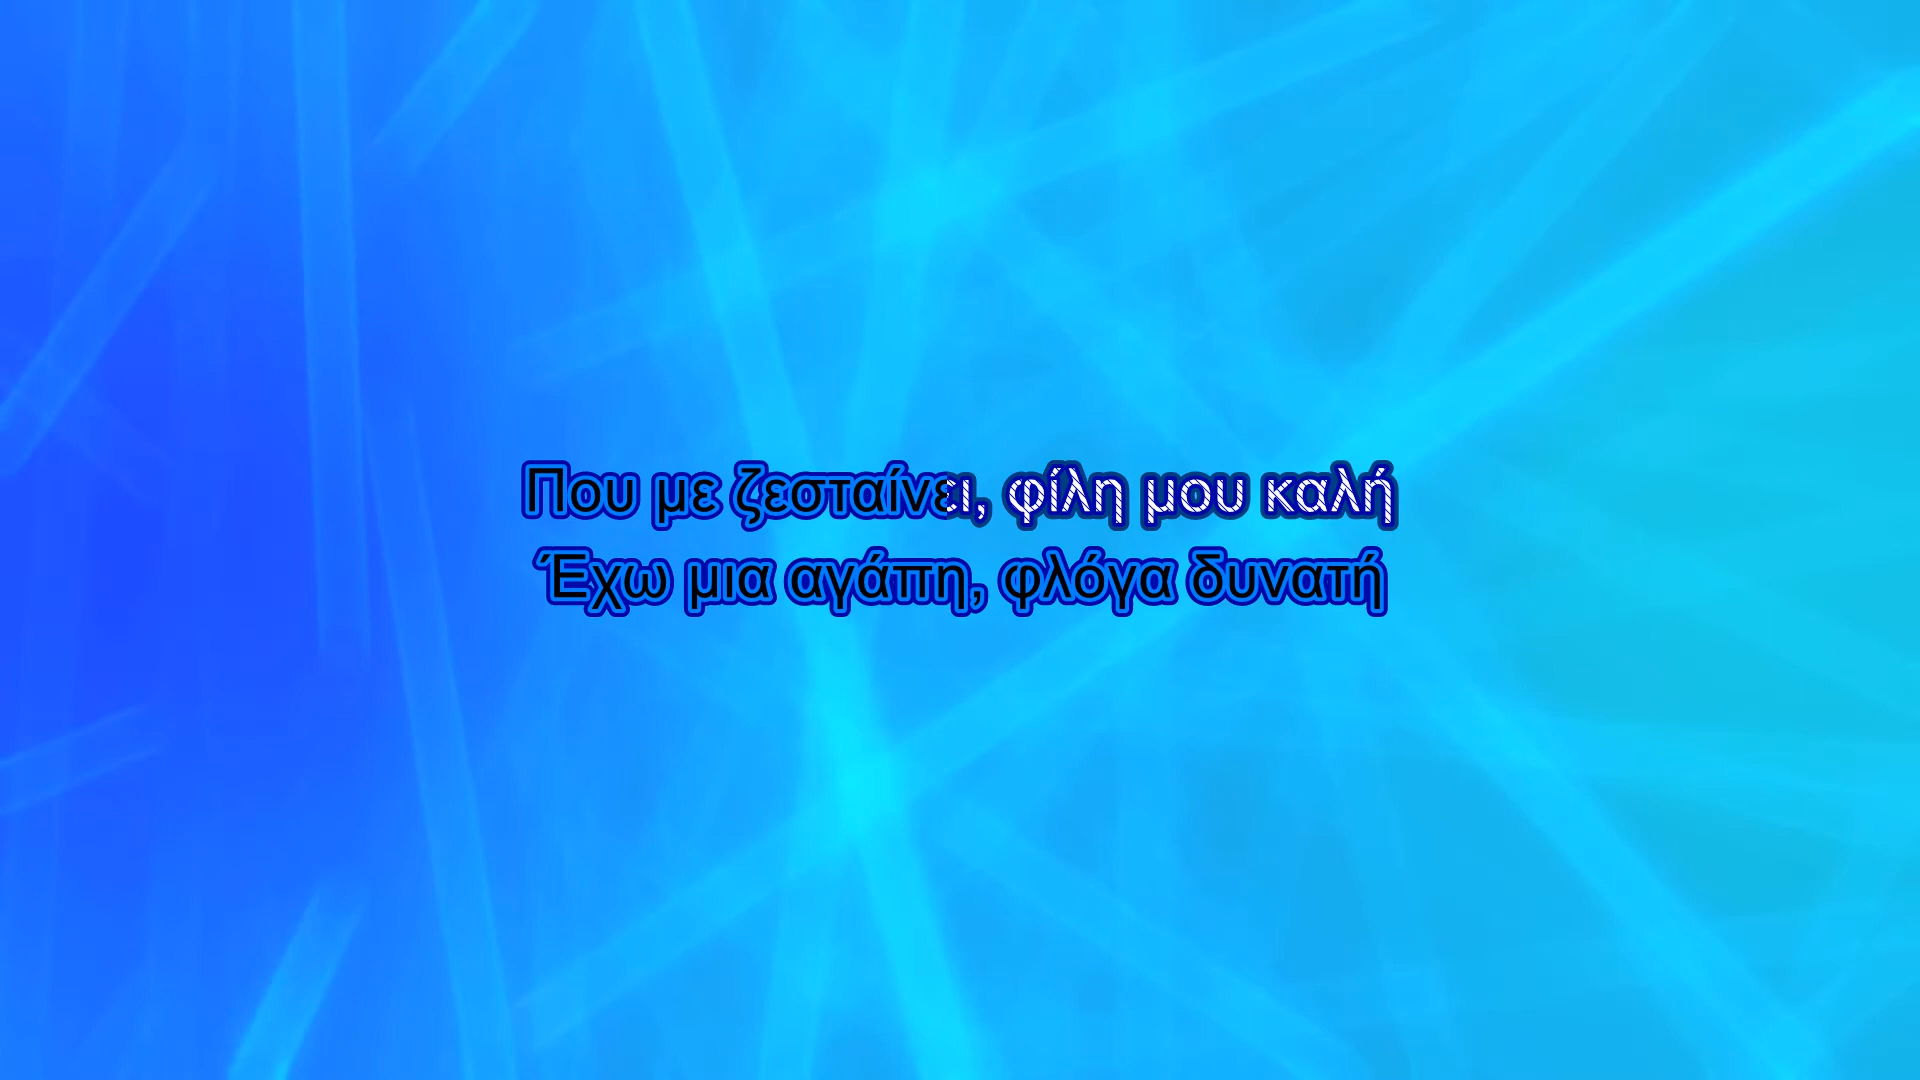 Που με ζεσταίνει, φίλη μου καλή
Έχω μια αγάπη, φλόγα δυνατή